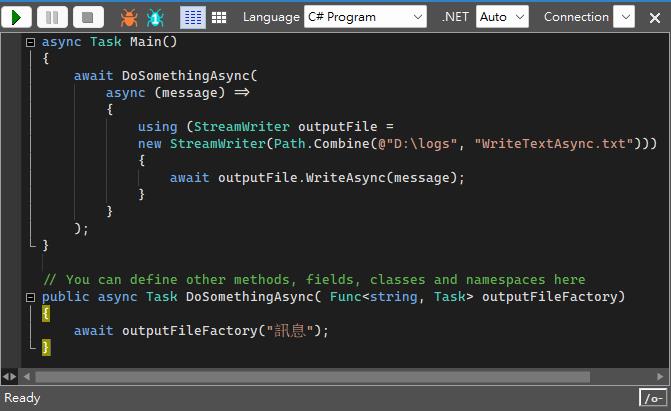 Language C# Program .NET Auto Connection
async Task Main()
{
    await DoSomethingAsync(
        async (message) =>
        {
            using (StreamWriter outputFile =
            new StreamWriter(Path.Combine(@"D:\logs", "WriteTextAsync.txt")))
            {
                await outputFile.WriteAsync(message);
            }
        }
    );
}
// You can define other methods, fields, classes and namespaces here
public async Task DoSomethingAsync( Func<string, Task> outputFileFactory)
{
    await outputFileFactory("訊息");
}
Ready /o-